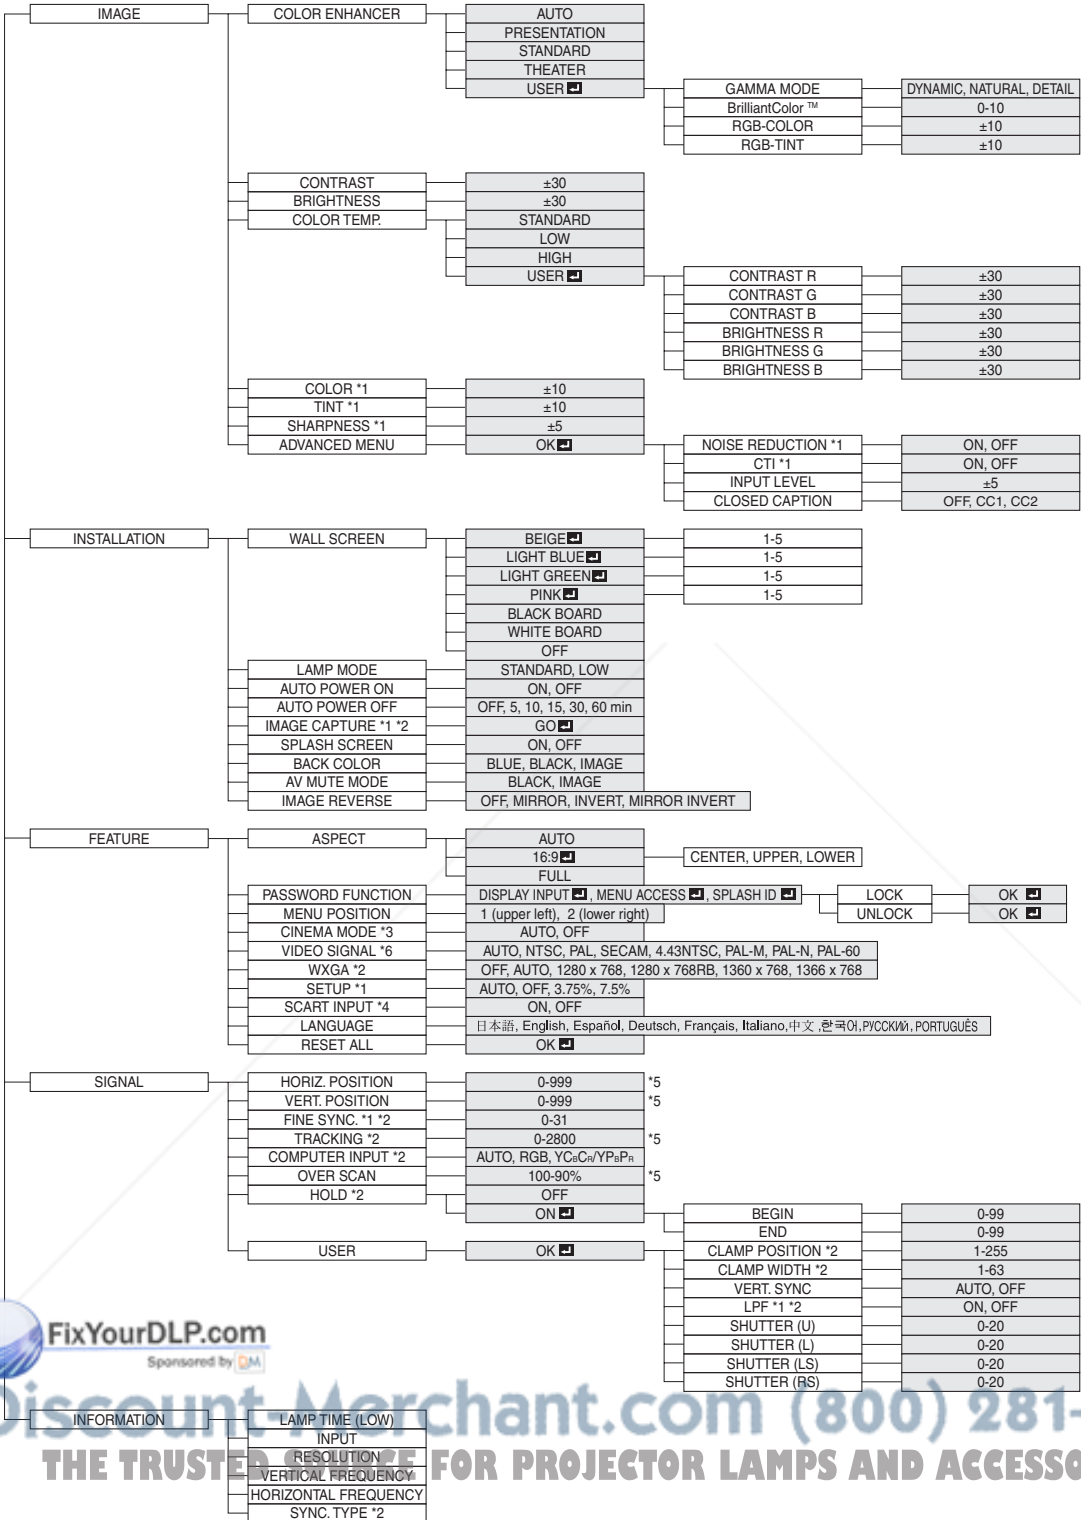 IMAGE COLOR ENHANCER AUTO
PRESENTATION
STANDARD
THEATER
USER GAMMA MODE DYNAMIC, NATURAL, DETAIL
BrilliantColor ™ 0-10
RGB-COLOR ±10
RGB-TINT ±10
CONTRAST ±30
BRIGHTNESS ±30
COLOR TEMP. STANDARD
LOW
HIGH
USER CONTRAST R ±30
CONTRAST G ±30
CONTRAST B ±30
BRIGHTNESS R ±30
BRIGHTNESS G ±30
BRIGHTNESS B ±30
COLOR *1 ±10
TINT *1 ±10
SHARPNESS *1 ±5
ADVANCED MENU OK NOISE REDUCTION *1 ON, OFF
CTI *1 ON, OFF
INPUT LEVEL ±5
CLOSED CAPTION OFF, CC1, CC2
INSTALLATION WALL SCREEN BEIGE 1-5
LIGHT BLUE 1-5
LIGHT GREEN 1-5
PINK 1-5
BLACK BOARD
WHITE BOARD
OFF
LAMP MODE STANDARD, LOW
AUTO POWER ON ON, OFF
AUTO POWER OFF OFF, 5, 10, 15, 30, 60 min
IMAGE CAPTURE *1 *2 GO
SPLASH SCREEN ON, OFF
BACK COLOR BLUE, BLACK, IMAGE
AV MUTE MODE BLACK, IMAGE
IMAGE REVERSE OFF, MIRROR, INVERT, MIRROR INVERT
FEATURE ASPECT AUTO
16:9 CENTER, UPPER, LOWER
FULL
PASSWORD FUNCTION DISPLAY INPUT , MENU ACCESS , SPLASH ID LOCK OK
MENU POSITION 1 (upper left), 2 (lower right) UNLOCK OK
CINEMA MODE *3 AUTO, OFF
VIDEO SIGNAL *6 AUTO, NTSC, PAL, SECAM, 4.43NTSC, PAL-M, PAL-N, PAL-60
WXGA *2 OFF, AUTO, 1280 x 768, 1280 x 768RB, 1360 x 768, 1366 x 768
SETUP *1 AUTO, OFF, 3.75%, 7.5%
SCART INPUT *4 ON, OFF
LANGUAGE 日本語, English, Español, Deutsch, Français, Italiano,中文 ,한국어,РУССКИЙ, PORTUGUÊS
RESET ALL OK
SIGNAL HORIZ. POSITION 0-999 *5
VERT. POSITION 0-999 *5
FINE SYNC. *1 *2 0-31
TRACKING *2 0-2800 *5
COMPUTER INPUT *2 AUTO, RGB, YCBCR/YPBPR
OVER SCAN 100-90% *5
HOLD *2 OFF
ON BEGIN 0-99
END 0-99
USER OK CLAMP POSITION *2 1-255
CLAMP WIDTH *2 1-63
VERT. SYNC AUTO, OFF
LPF *1 *2 ON, OFF
SHUTTER (U) 0-20
SHUTTER (L) 0-20
SHUTTER (LS) 0-20
SHUTTER (RS) 0-20
FixYourDLP.com
Sponsored by DM
Discount-Merchant.com (800) 281-
THE TRUSTED SOURCE FOR PROJECTOR LAMPS AND ACCESSO
INFORMATION LAMP TIME (LOW)
INPUT
RESOLUTION
VERTICAL FREQUENCY
HORIZONTAL FREQUENCY
SYNC. TYPE *2